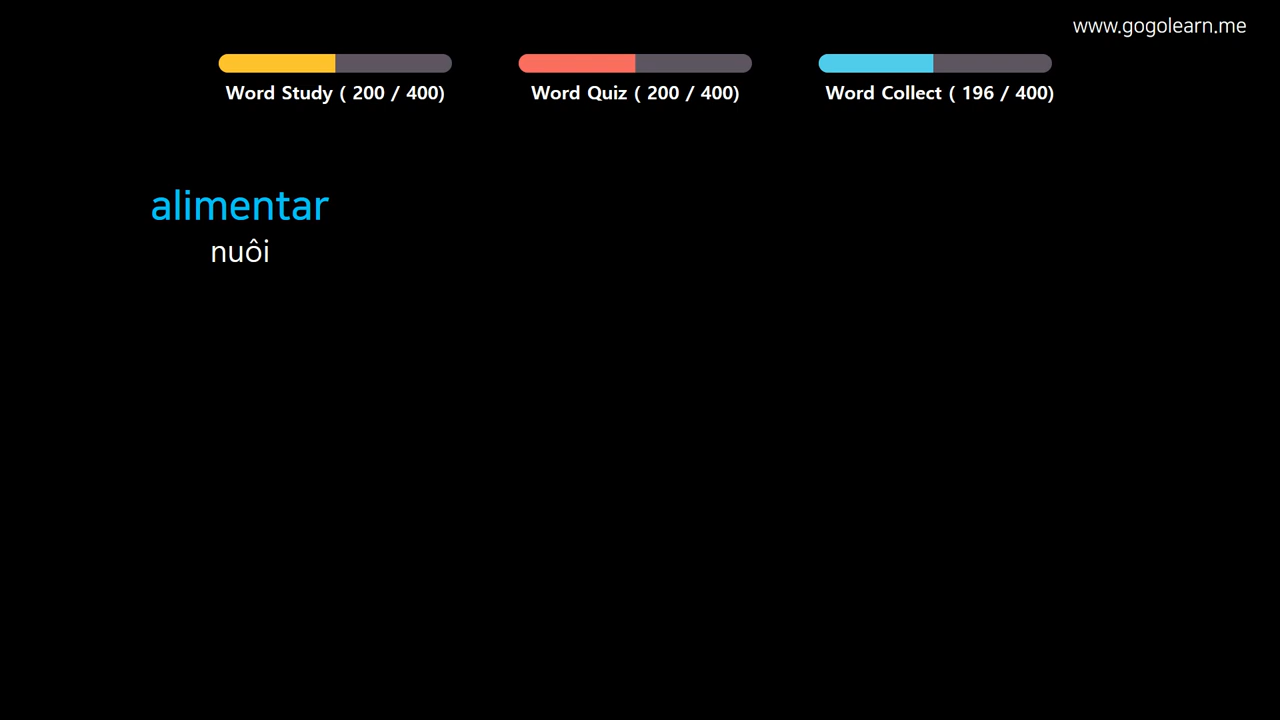 www.gogolearn.me
Word Study ( 200 / 400)
Word Quiz ( 200 / 400)
Word Collect ( 196 / 400)
alimentar
nuôi